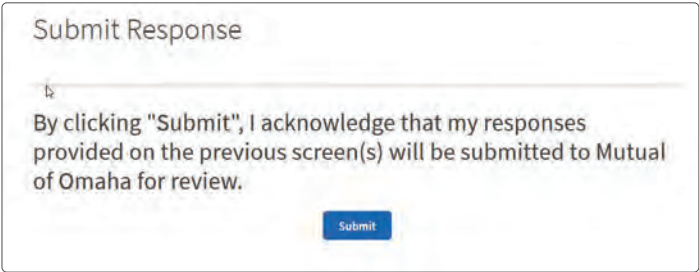 Submit Response
By clicking "Submit", I acknowledge that my responses
provided on the previous screen(s) will be submitted to Mutual
of Omaha for review.
Submit